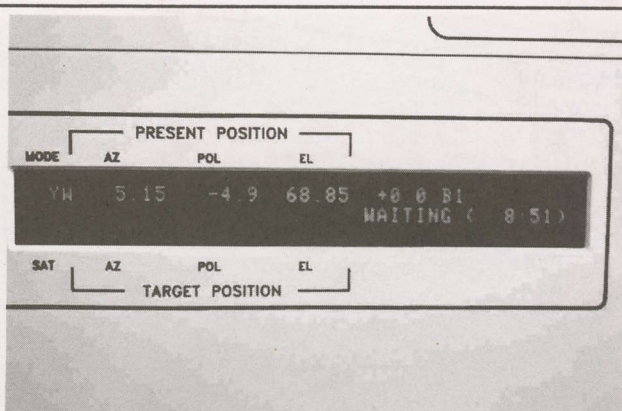 PRESENT POSITION
MODE AZ POL EL
YW 5.15 -4.9 68.85 +0.0 B1
WAITING ( 8:51)
SAT AZ POL EL
TARGET POSITION